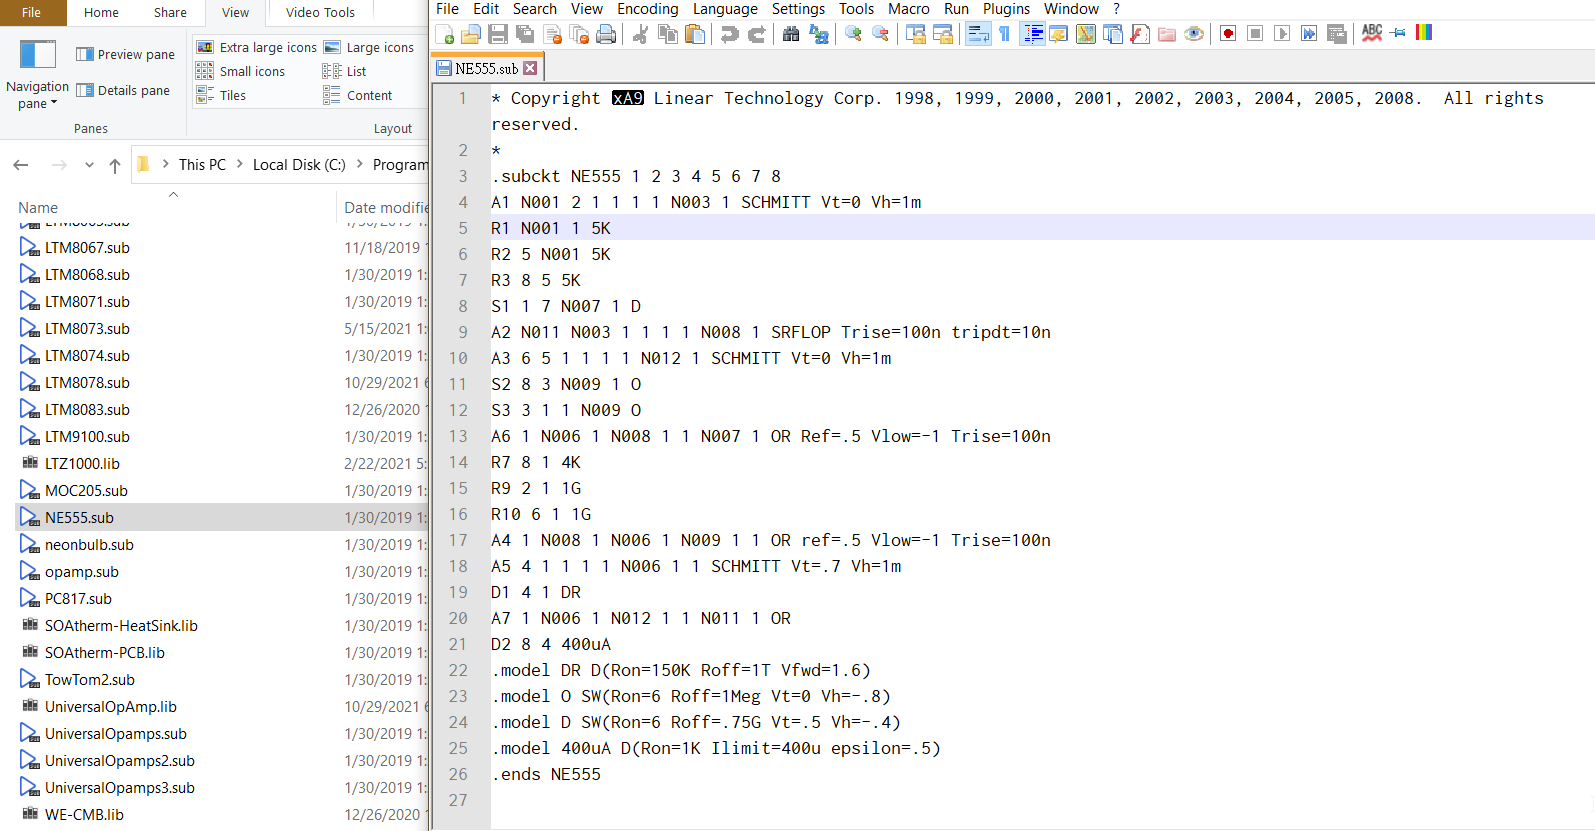 File Home Share View Video Tools
Navigation pane
Preview pane
Details pane
Panes
Extra large icons Large icons
Small icons List
Tiles Content
Layout
This PC > Local Disk (C:) > Program
Name Date modifie
LTM8067.sub 11/18/2019 1
LTM8068.sub 1/30/2019 1:
LTM8071.sub 1/30/2019 1:
LTM8073.sub 5/15/2021 1:
LTM8074.sub 1/30/2019 1:
LTM8078.sub 10/29/2021 6
LTM8083.sub 12/26/2020 1
LTM9100.sub 1/30/2019 1:
LTZ1000.lib 2/22/2021 5:
MOC205.sub 1/30/2019 1:
NE555.sub 1/30/2019 1:
neonbulb.sub 1/30/2019 1:
opamp.sub 1/30/2019 1:
PC817.sub 1/30/2019 1:
SOAtherm-HeatSink.lib 1/30/2019 1:
SOAtherm-PCB.lib 1/30/2019 1:
TowTom2.sub 1/30/2019 1:
UniversalOpAmp.lib 10/29/2021 6
UniversalOpamps.sub 1/30/2019 1:
UniversalOpamps2.sub 1/30/2019 1:
UniversalOpamps3.sub 1/30/2019 1:
WE-CMB.lib 12/26/2020
File Edit Search View Encoding Language Settings Tools Macro Run Plugins Window ?
ABC
NE555.sub
1 * Copyright xA9 Linear Technology Corp. 1998, 1999, 2000, 2001, 2002, 2003, 2004, 2005, 2008.  All rights
reserved.
2 *
3 .subckt NE555 1 2 3 4 5 6 7 8
4 A1 N001 2 1 1 1 1 N003 1 SCHMITT Vt=0 Vh=1m
5 R1 N001 1 5K
6 R2 5 N001 5K
7 R3 8 5 5K
8 S1 1 7 N007 1 D
9 A2 N011 N003 1 1 1 1 N008 1 SRFLOP Trise=100n tripdt=10n
10 A3 6 5 1 1 1 1 N012 1 SCHMITT Vt=0 Vh=1m
11 S2 8 3 N009 1 O
12 S3 3 1 1 N009 O
13 A6 1 N006 1 N008 1 1 N007 1 OR Ref=.5 Vlow=-1 Trise=100n
14 R7 8 1 4K
15 R9 2 1 1G
16 R10 6 1 1G
17 A4 1 N008 1 N006 1 N009 1 1 OR ref=.5 Vlow=-1 Trise=100n
18 A5 4 1 1 1 1 N006 1 1 SCHMITT Vt=.7 Vh=1m
19 D1 4 1 DR
20 A7 1 N006 1 N012 1 1 N011 1 OR
21 D2 8 4 400uA
22 .model DR D(Ron=150K Roff=1T Vfwd=1.6)
23 .model O SW(Ron=6 Roff=1Meg Vt=0 Vh=-.8)
24 .model D SW(Ron=6 Roff=.75G Vt=.5 Vh=-.4)
25 .model 400uA D(Ron=1K Ilimit=400u epsilon=.5)
26 .ends NE555
27